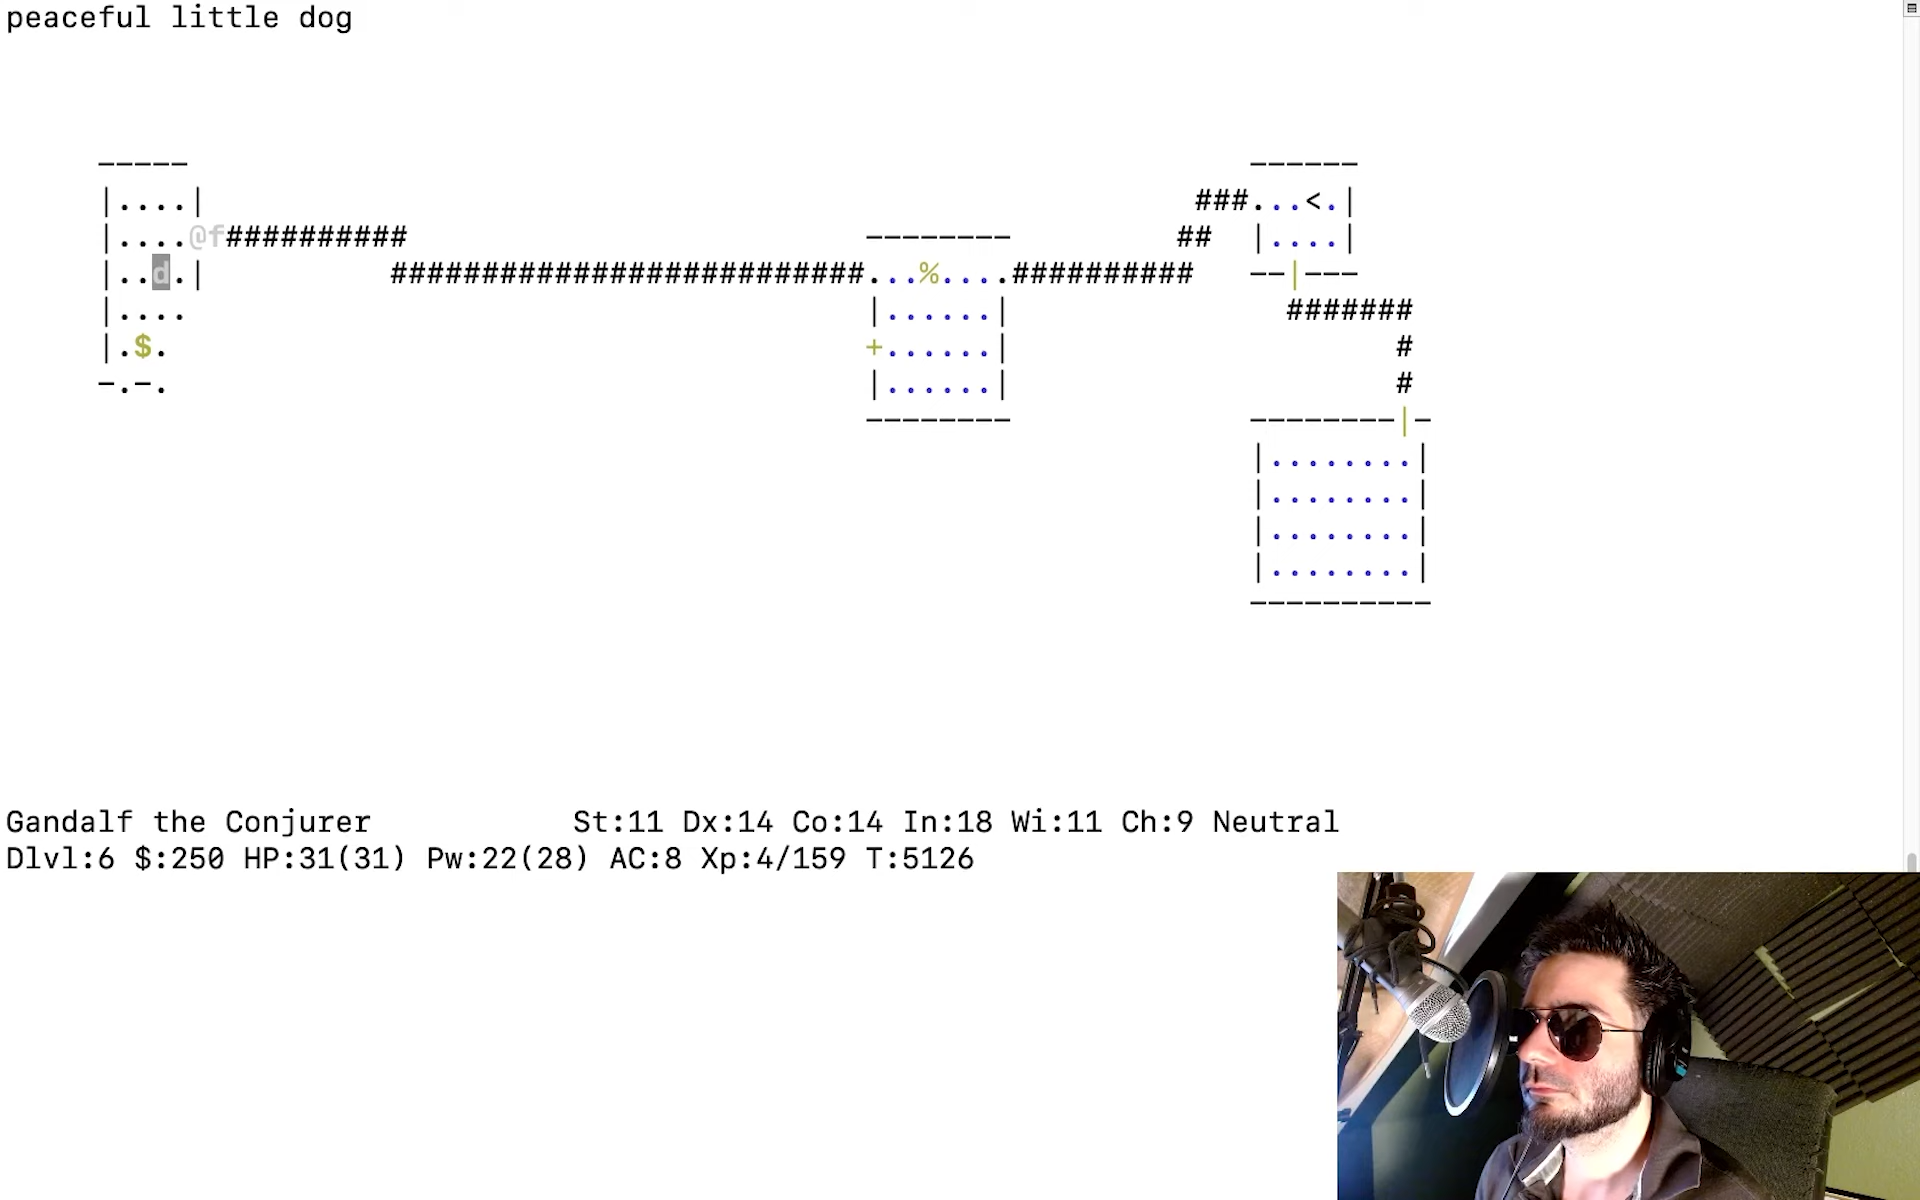 peaceful little dog
-----                                                          ------
|....|                                                      ###...<.|
|....@f##########                         --------         ##  |....|
|..d.|          ##########################...%....##########   --|---
|....                                     |......|               #######
|.$.                                      +......|                     #
-.-.                                      |......|                     #
                                          --------             --------|-
                                                               |........|
                                                               |........|
                                                               |........|
                                                               |........|
                                                               ----------
Gandalf the Conjurer           St:11 Dx:14 Co:14 In:18 Wi:11 Ch:9 Neutral
Dlvl:6 $:250 HP:31(31) Pw:22(28) AC:8 Xp:4/159 T:5126